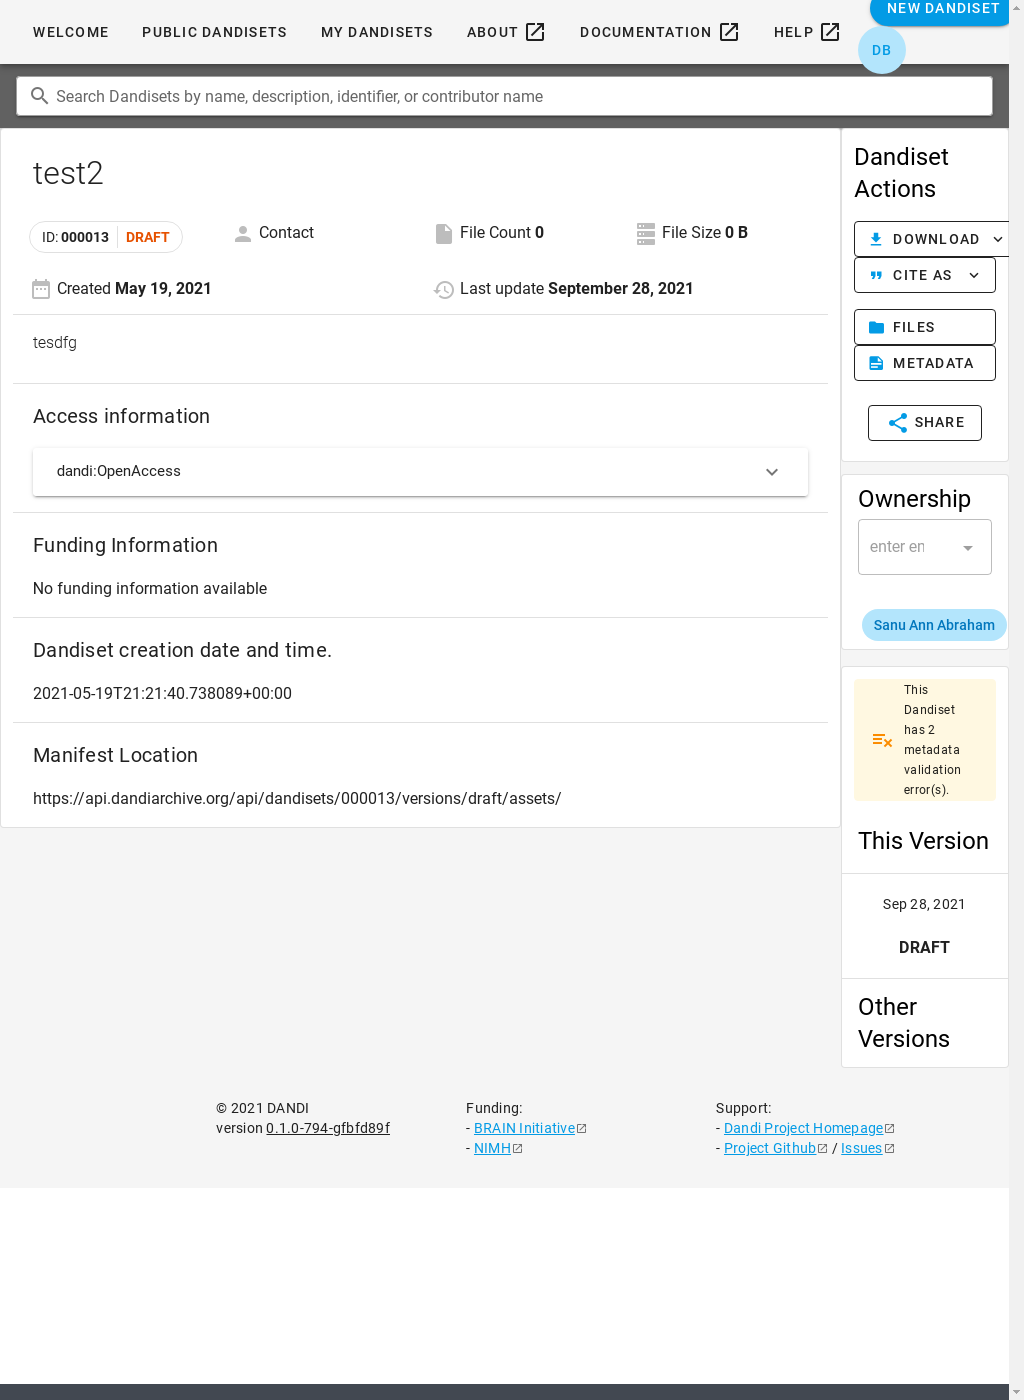 WELCOME PUBLIC DANDISETS MY DANDISETS ABOUT DOCUMENTATION HELP NEW DANDISET
DB
Search Dandisets by name, description, identifier, or contributor name
test2
ID: 000013 DRAFT Contact File Count 0 File Size 0 B
Created May 19, 2021 Last update September 28, 2021
tesdfg
Access information
dandi:OpenAccess
Funding Information
No funding information available
Dandiset creation date and time.
2021-05-19T21:21:40.738089+00:00
Manifest Location
https://api.dandiarchive.org/api/dandisets/000013/versions/draft/assets/
Dandiset
Actions
DOWNLOAD
CITE AS
FILES
METADATA
SHARE
Ownership
enter en
Sanu Ann Abraham
This
Dandiset
has 2
metadata
validation
error(s).
This Version
Sep 28, 2021
DRAFT
Other
Versions
© 2021 DANDI
version 0.1.0-794-gfbfd89f
Funding:
- BRAIN Initiative
- NIMH
Support:
- Dandi Project Homepage
- Project Github / Issues